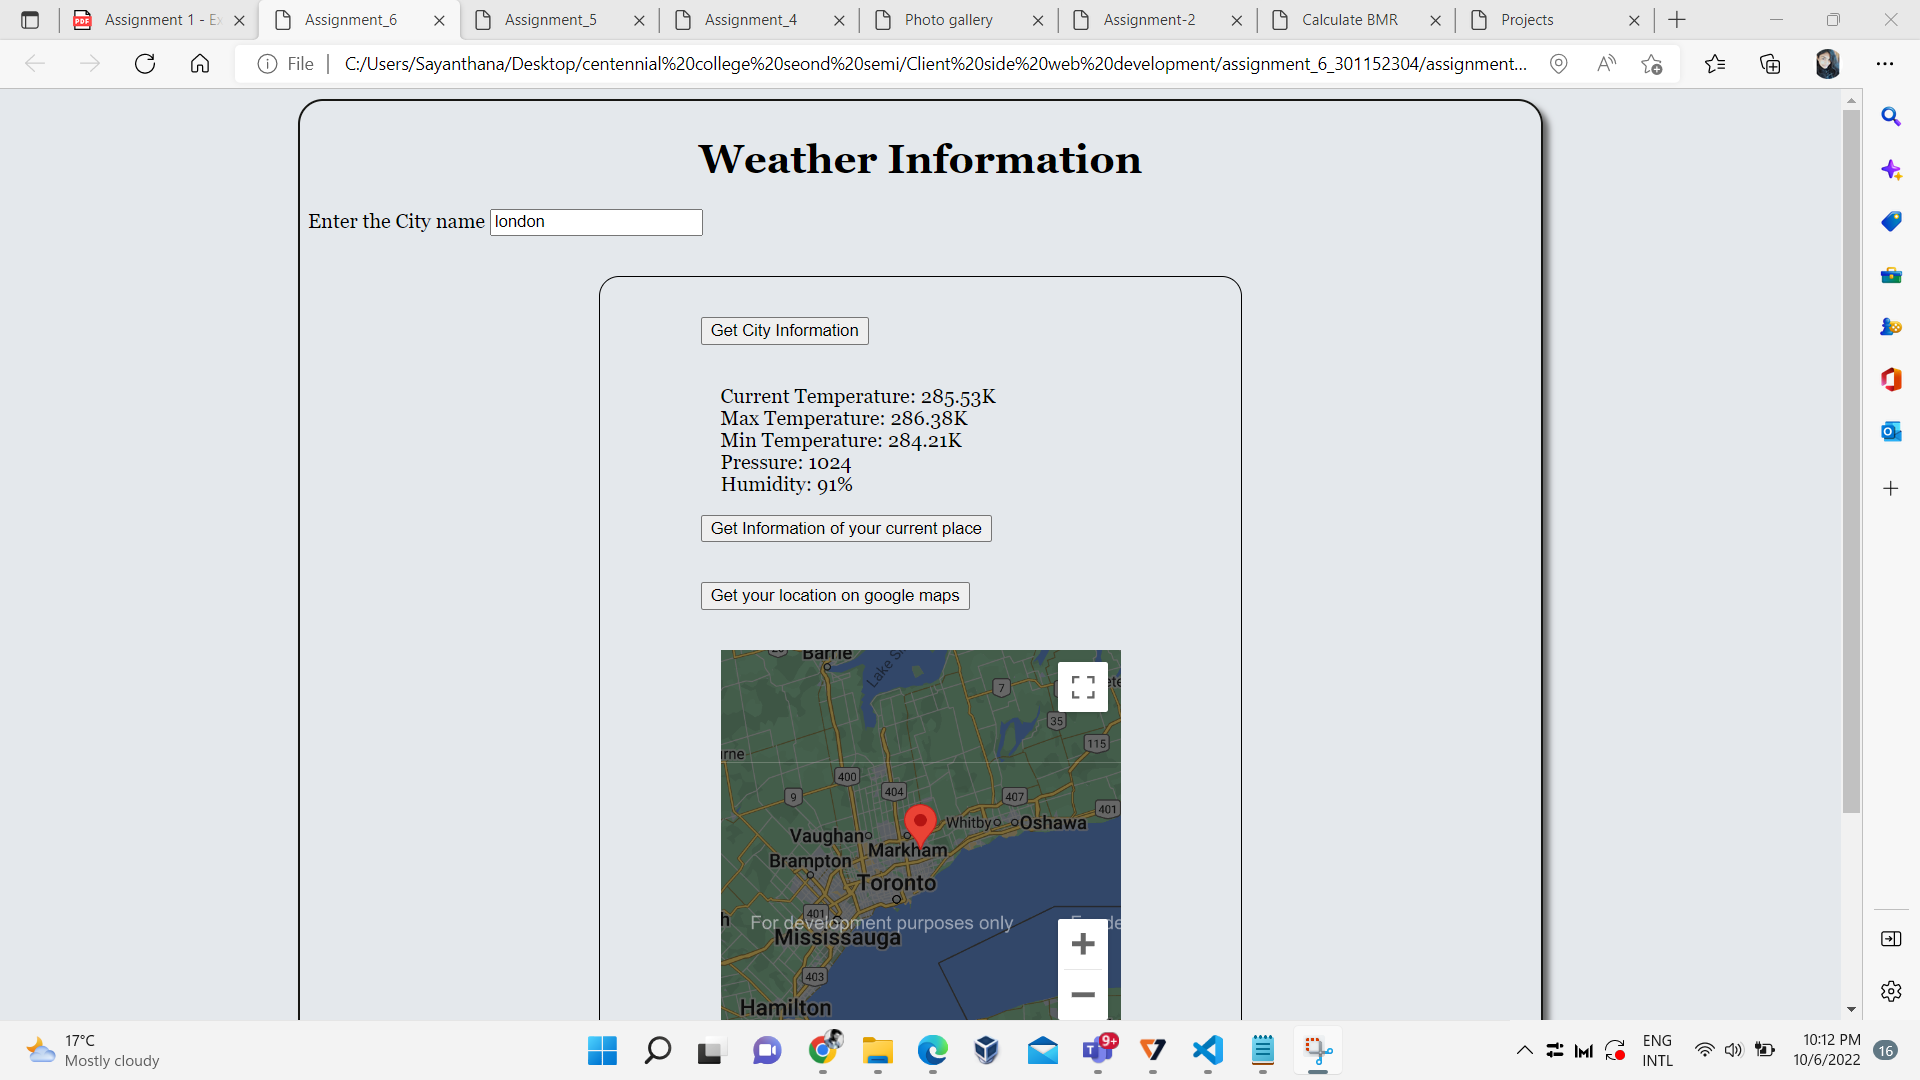 Assignment 1 - E
Assignment_6
Assignment_5
Assignment_4
Photo gallery
Assignment-2
Calculate BMR
Projects
File
C:/Users/Sayanthana/Desktop/centennial%20college%20seond%20semi/Client%20side%20web%20development/assignment_6_301152304/assignment...
Weather Information
Enter the City name london
Get City Information
Current Temperature: 285.53K
Max Temperature: 286.38K
Min Temperature: 284.21K
Pressure: 1024
Humidity: 91%
Get Information of your current place
Get your location on google maps
Barrie
Lake S
7
35
115
rne
400
9
404
407
401
Whitby
Oshawa
Vaughan
Markham
Brampton
Toronto
401
For development purposes only
Mississauga
403
Hamilton
17°C
Mostly cloudy
9+
ENG
INTL
10:12 PM
10/6/2022
16